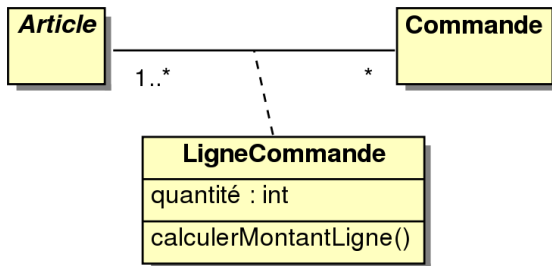 Article
Commande
1..*
*
LigneCommande
quantité : int
calculerMontantLigne()